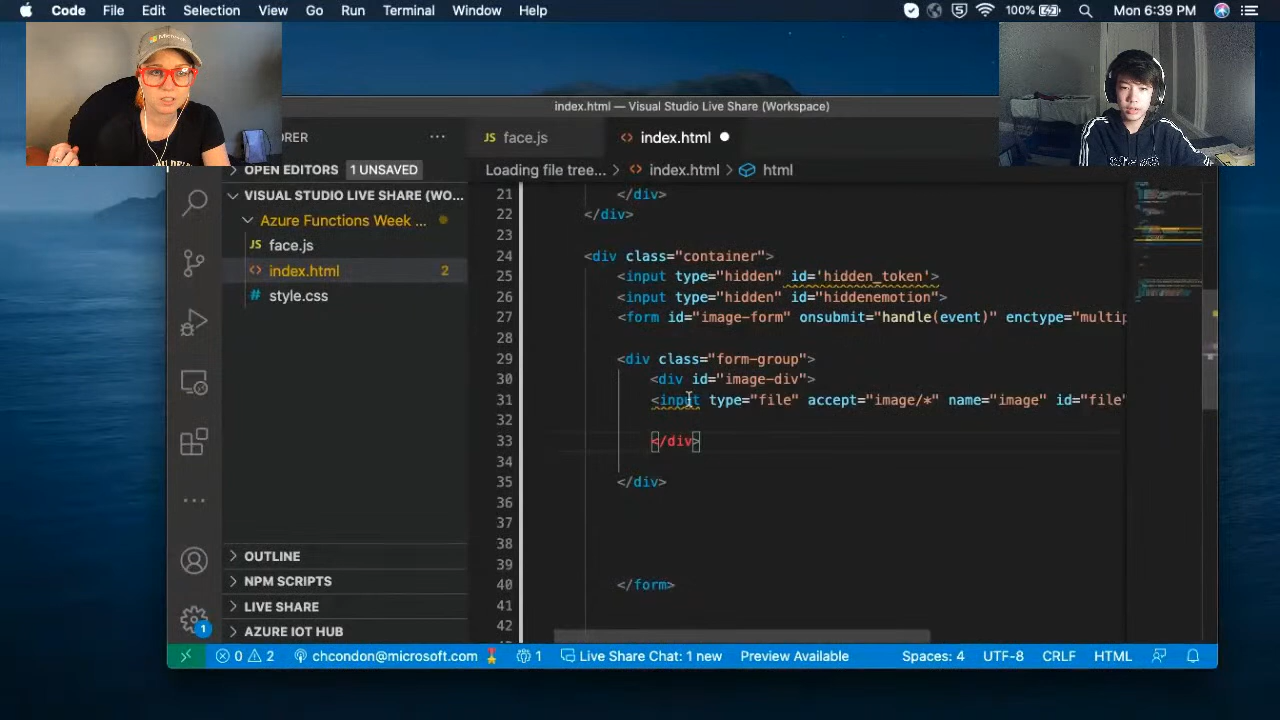 Code File Edit Selection View Go Run Terminal Window Help 100% Mon 6:39 PM
Microsoft
index.html — Visual Studio Live Share (Workspace)
ORER ...
face.js
index.html
OPEN EDITORS 1 UNSAVED
Loading file tree... index.html html
VISUAL STUDIO LIVE SHARE (WO...
Azure Functions Week ...
face.js
index.html 2
style.css
21 </div>
22 </div>
23
24 <div class="container">
25 <input type="hidden" id='hidden_token'>
26 <input type="hidden" id="hiddenemotion">
27 <form id="image-form" onsubmit="handle(event)" enctype="multip
28
29 <div class="form-group">
30 <div id="image-div">
31 <input type="file" accept="image/*" name="image" id="file"
32
33 </div>
34
35 </div>
36
37
38
39
40 </form>
41
42
OUTLINE
NPM SCRIPTS
LIVE SHARE
AZURE IOT HUB
1
0 2 chcondon@microsoft.com 1 Live Share Chat: 1 new Preview Available Spaces: 4 UTF-8 CRLF HTML